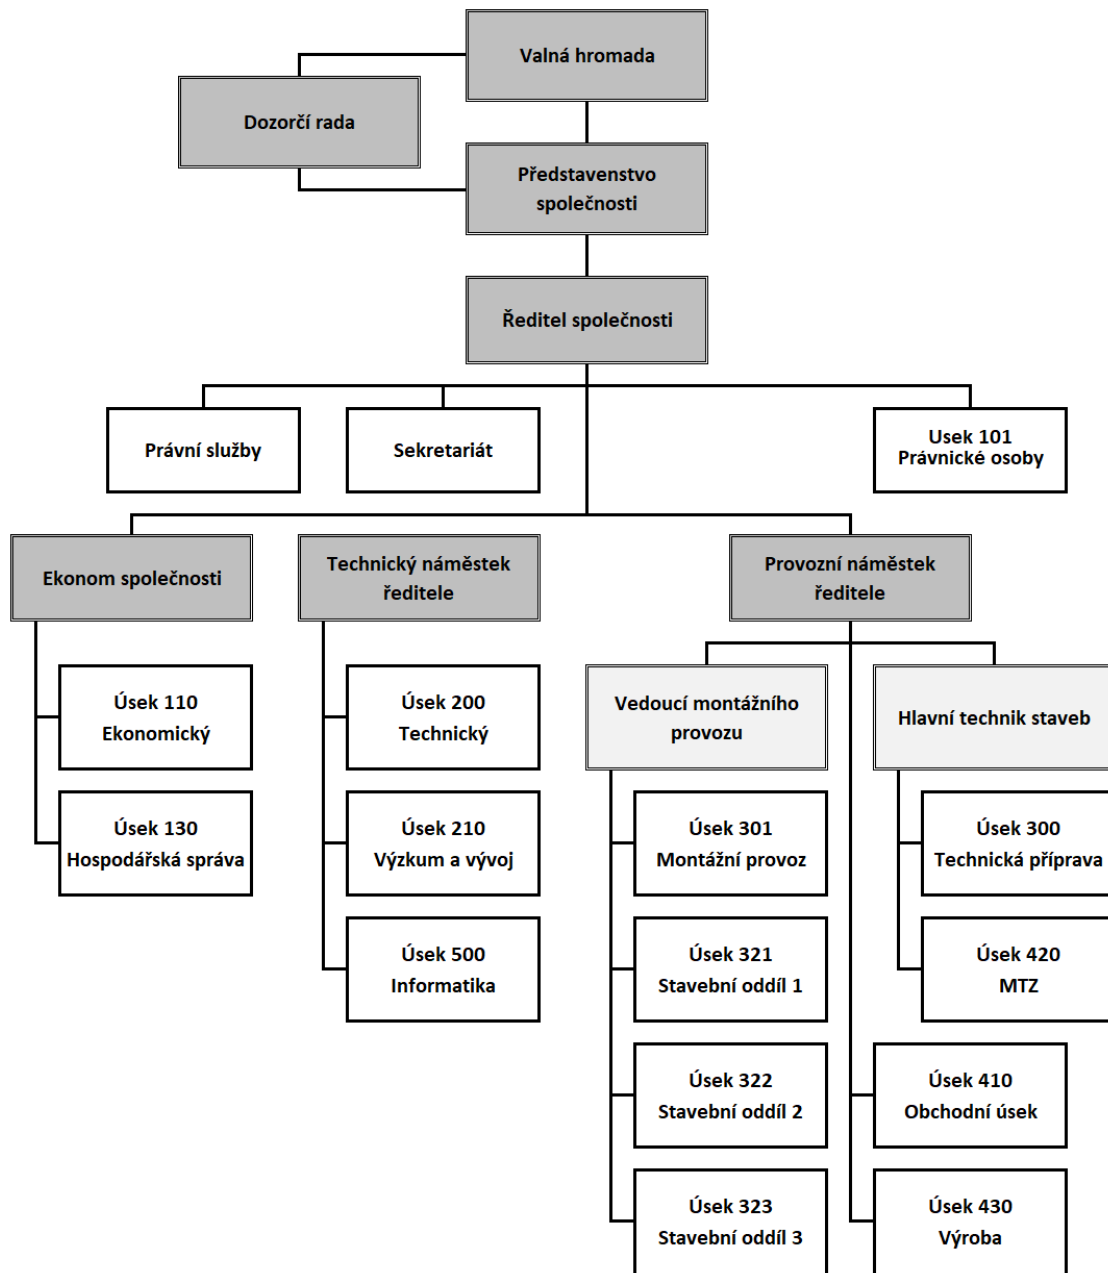 Valná hromada
Dozorčí rada
Představenstvo
společnosti
Ředitel společnosti
Právní služby
Sekretariát
Usek 101
Právnické osoby
Ekonom společnosti
Technický náměstek
ředitele
Provozní náměstek
ředitele
Úsek 110
Ekonomický
Úsek 130
Hospodářská správa
Úsek 200
Technický
Úsek 210
Výzkum a vývoj
Úsek 500
Informatika
Vedoucí montážního
provozu
Hlavní technik staveb
Úsek 301
Montážní provoz
Úsek 321
Stavební oddíl 1
Úsek 322
Stavební oddíl 2
Úsek 323
Stavební oddíl 3
Úsek 300
Technická příprava
Úsek 420
MTZ
Úsek 410
Obchodní úsek
Úsek 430
Výroba